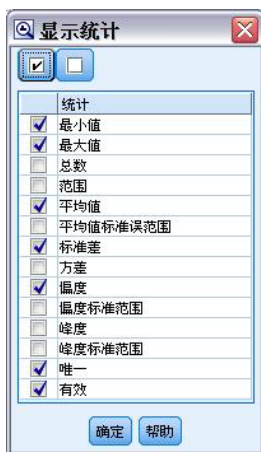 显示统计
统计
最小值
最大值
总数
范围
平均值
平均值标准误范围
标准差
方差
偏度
偏度标准范围
峰度
峰度标准范围
唯一
有效
确定 帮助